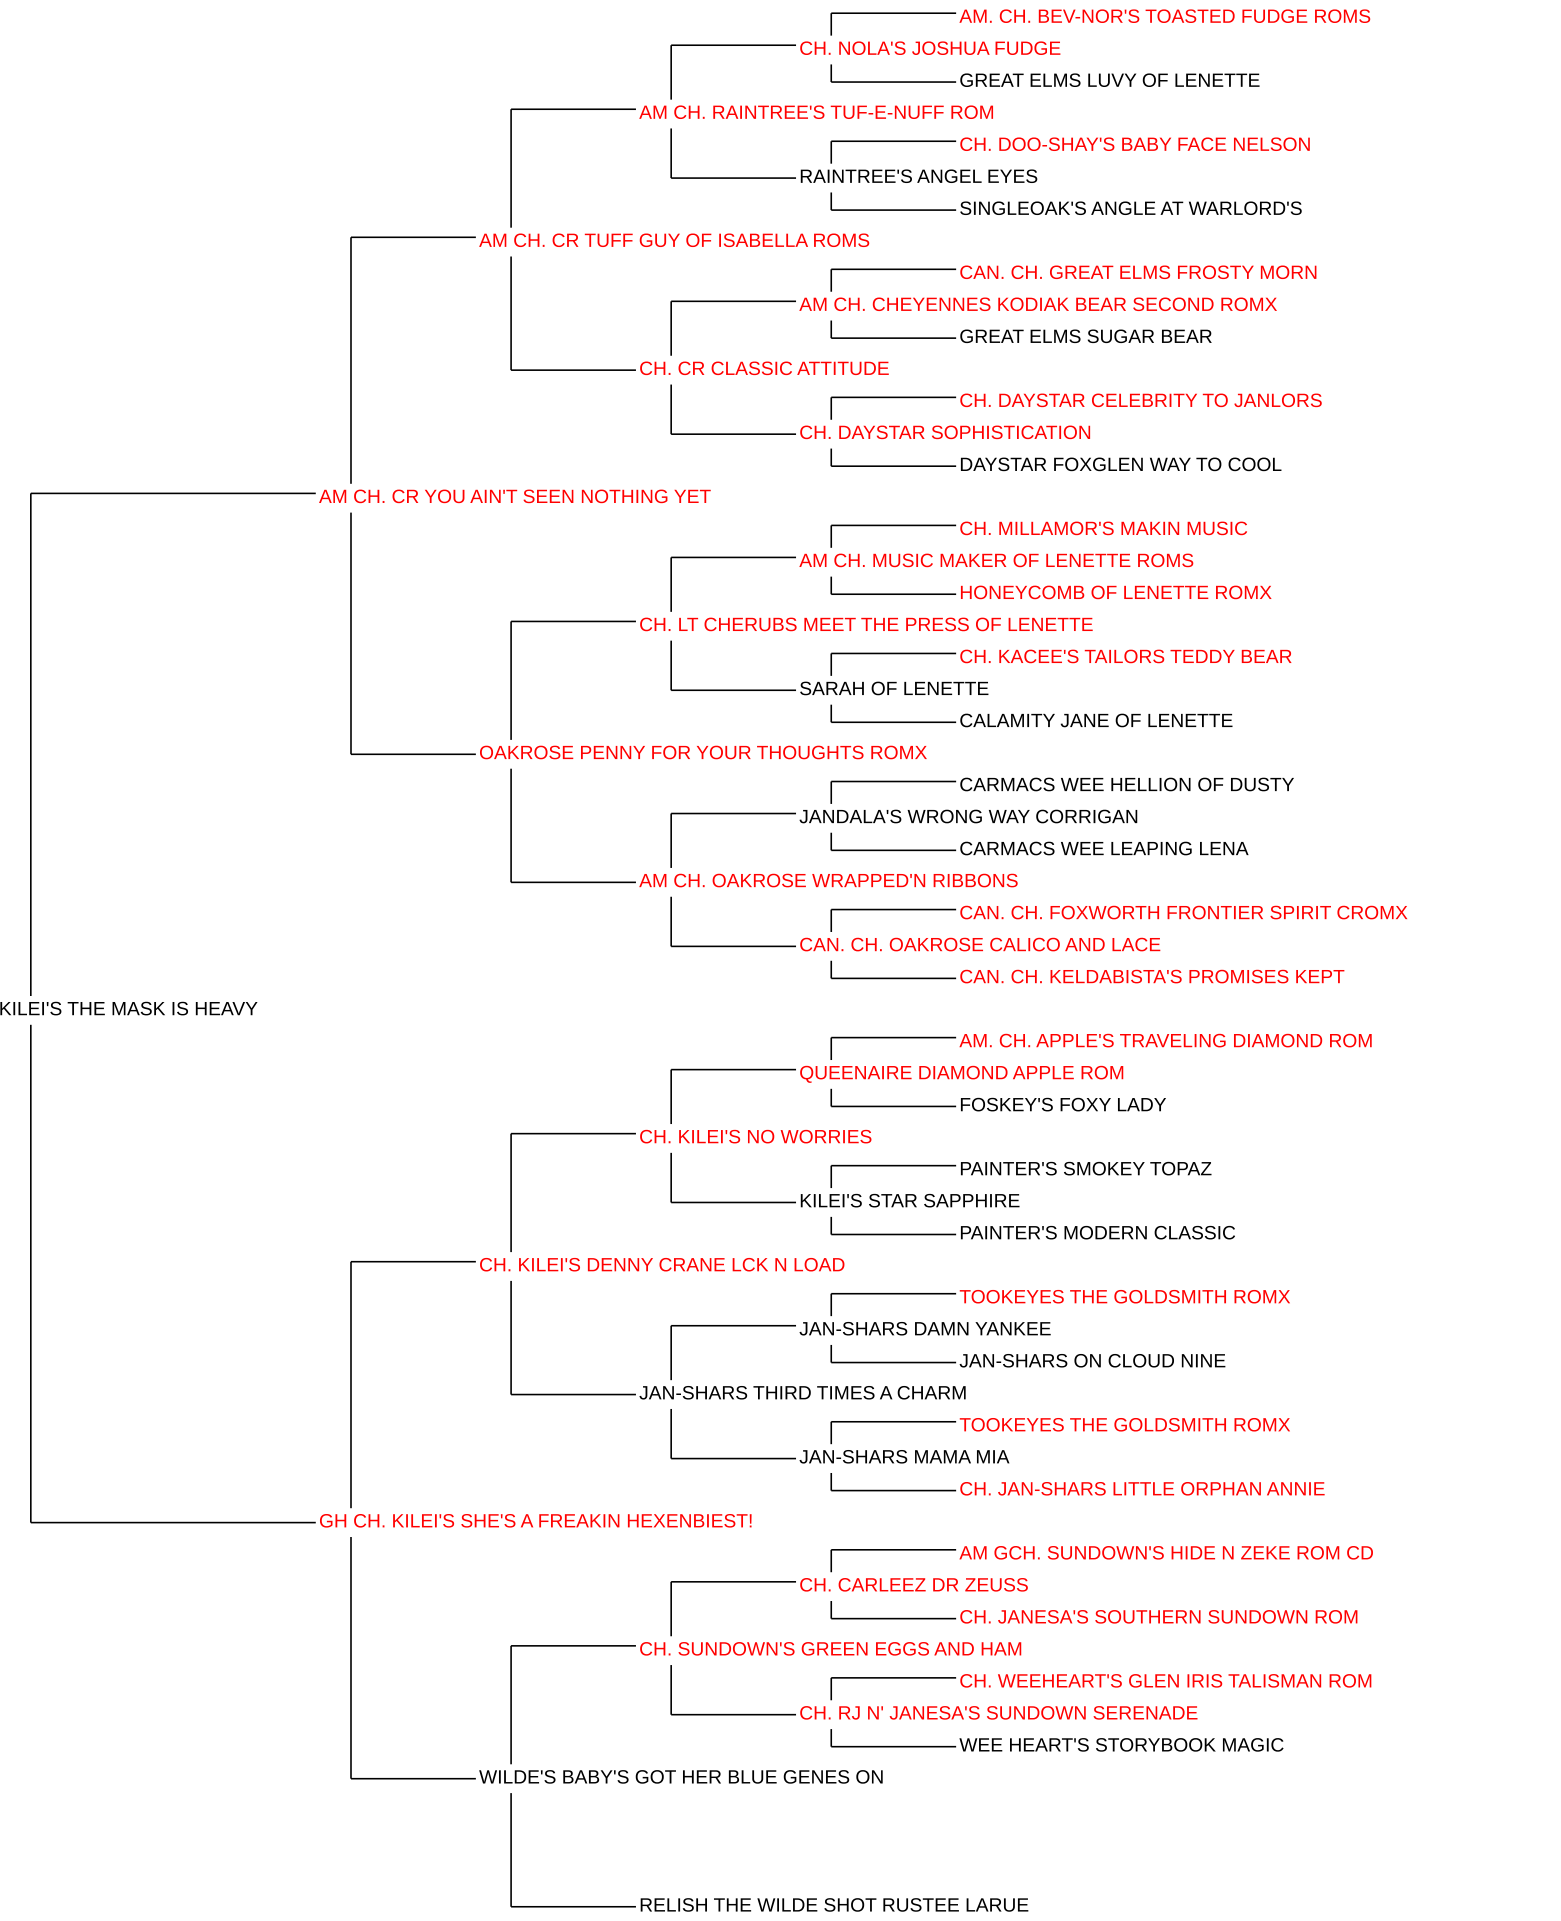 AM. CH. BEV-NOR'S TOASTED FUDGE ROMS
CH. NOLA'S JOSHUA FUDGE
GREAT ELMS LUVY OF LENETTE
AM CH. RAINTREE'S TUF-E-NUFF ROM
CH. DOO-SHAY'S BABY FACE NELSON
RAINTREE'S ANGEL EYES
SINGLEOAK'S ANGLE AT WARLORD'S
AM CH. CR TUFF GUY OF ISABELLA ROMS
CAN. CH. GREAT ELMS FROSTY MORN
AM CH. CHEYENNES KODIAK BEAR SECOND ROMX
GREAT ELMS SUGAR BEAR
CH. CR CLASSIC ATTITUDE
CH. DAYSTAR CELEBRITY TO JANLORS
CH. DAYSTAR SOPHISTICATION
DAYSTAR FOXGLEN WAY TO COOL
AM CH. CR YOU AIN'T SEEN NOTHING YET
CH. MILLAMOR'S MAKIN MUSIC
AM CH. MUSIC MAKER OF LENETTE ROMS
HONEYCOMB OF LENETTE ROMX
CH. LT CHERUBS MEET THE PRESS OF LENETTE
CH. KACEE'S TAILORS TEDDY BEAR
SARAH OF LENETTE
CALAMITY JANE OF LENETTE
OAKROSE PENNY FOR YOUR THOUGHTS ROMX
CARMACS WEE HELLION OF DUSTY
JANDALA'S WRONG WAY CORRIGAN
CARMACS WEE LEAPING LENA
AM CH. OAKROSE WRAPPED'N RIBBONS
CAN. CH. FOXWORTH FRONTIER SPIRIT CROMX
CAN. CH. OAKROSE CALICO AND LACE
CAN. CH. KELDABISTA'S PROMISES KEPT
KILEI'S THE MASK IS HEAVY
AM. CH. APPLE'S TRAVELING DIAMOND ROM
QUEENAIRE DIAMOND APPLE ROM
FOSKEY'S FOXY LADY
CH. KILEI'S NO WORRIES
PAINTER'S SMOKEY TOPAZ
KILEI'S STAR SAPPHIRE
PAINTER'S MODERN CLASSIC
CH. KILEI'S DENNY CRANE LCK N LOAD
TOOKEYES THE GOLDSMITH ROMX
JAN-SHARS DAMN YANKEE
JAN-SHARS ON CLOUD NINE
JAN-SHARS THIRD TIMES A CHARM
TOOKEYES THE GOLDSMITH ROMX
JAN-SHARS MAMA MIA
CH. JAN-SHARS LITTLE ORPHAN ANNIE
GH CH. KILEI'S SHE'S A FREAKIN HEXENBIEST!
AM GCH. SUNDOWN'S HIDE N ZEKE ROM CD
CH. CARLEEZ DR ZEUSS
CH. JANESA'S SOUTHERN SUNDOWN ROM
CH. SUNDOWN'S GREEN EGGS AND HAM
CH. WEEHEART'S GLEN IRIS TALISMAN ROM
CH. RJ N' JANESA'S SUNDOWN SERENADE
WEE HEART'S STORYBOOK MAGIC
WILDE'S BABY'S GOT HER BLUE GENES ON
RELISH THE WILDE SHOT RUSTEE LARUE